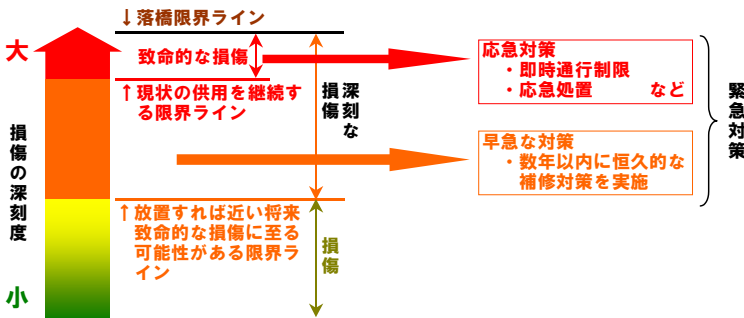 ↓落橋限界ライン
大
致命的な損傷
↑現状の供用を継続す
る限界ライン
深刻な
損傷
応急対策
・即時通行制限
・応急処置 など
緊急対策
早急な対策
・数年以内に恒久的な
補修対策を実施
損傷の深刻度
↑放置すれば近い将来
致命的な損傷に至る
可能性がある限界ラ
イン
損傷
小